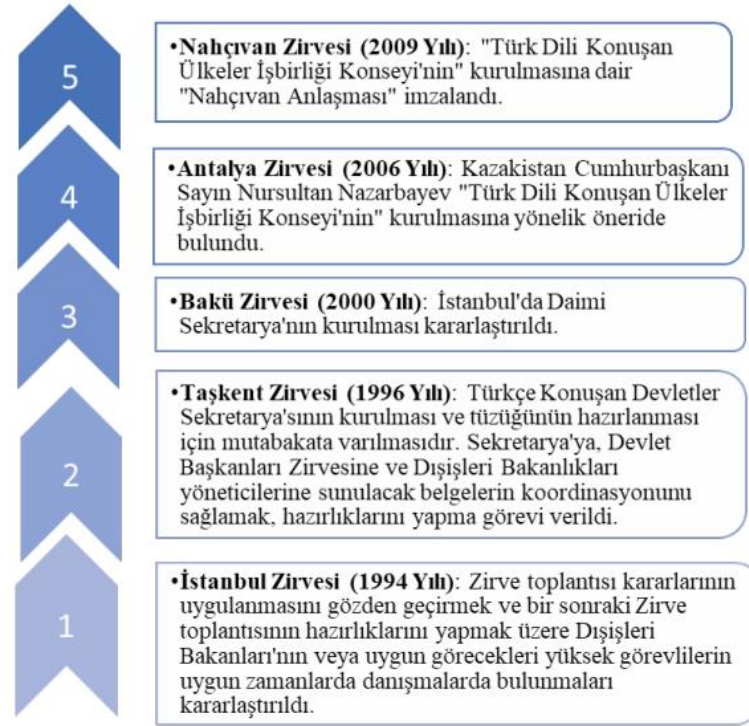 5
•Nahçıvan Zirvesi (2009 Yılı): "Türk Dili Konuşan
Ülkeler İşbirliği Konseyi'nin" kurulmasına dair
"Nahçıvan Anlaşması" imzalandı.
4
•Antalya Zirvesi (2006 Yılı): Kazakistan Cumhurbaşkanı
Sayın Nursultan Nazarbayev "Türk Dili Konuşan Ülkeler
İşbirliği Konseyi'nin" kurulmasına yönelik öneride
bulundu.
3
•Bakü Zirvesi (2000 Yılı): İstanbul'da Daimi
Sekretarya'nın kurulması kararlaştırıldı.
2
•Taşkent Zirvesi (1996 Yılı): Türkçe Konuşan Devletler
Sekretarya'sının kurulması ve tüzüğünün hazırlanması
için mutabakata varılmasıdır. Sekretarya'ya, Devlet
Başkanları Zirvesine ve Dışişleri Bakanlıkları
yöneticilerine sunulacak belgelerin koordinasyonunu
sağlamak, hazırlıklarını yapma görevi verildi.
1
•İstanbul Zirvesi (1994 Yılı): Zirve toplantısı kararlarının
uygulanmasını gözden geçirmek ve bir sonraki Zirve
toplantısının hazırlıklarını yapmak üzere Dışişleri
Bakanları'nın veya uygun görecekleri yüksek görevlilerin
uygun zamanlarda danışmalarda bulunmaları
kararlaştırıldı.